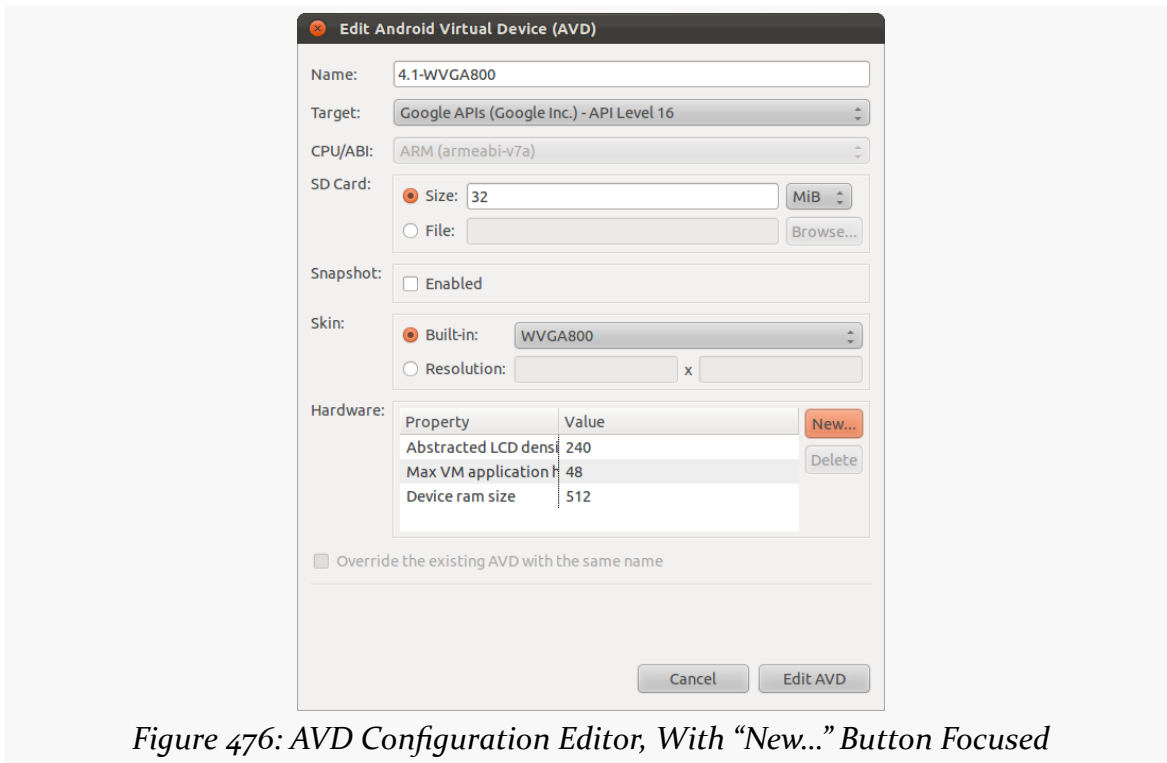 Edit Android Virtual Device (AVD)
Name: 4.1-WVGA800
Target: Google APIs (Google Inc.) - API Level 16
CPU/ABI: ARM (armeabi-v7a)
SD Card:
Size: 32 MiB
File: Browse...
Snapshot:
Enabled
Skin:
Built-in: WVGA800
Resolution: x
Hardware:
Property Value New...
Abstracted LCD densi 240
Delete
Max VM application h 48
Device ram size 512
Override the existing AVD with the same name
Cancel Edit AVD
Figure 476: AVD Configuration Editor, With “New...” Button Focused